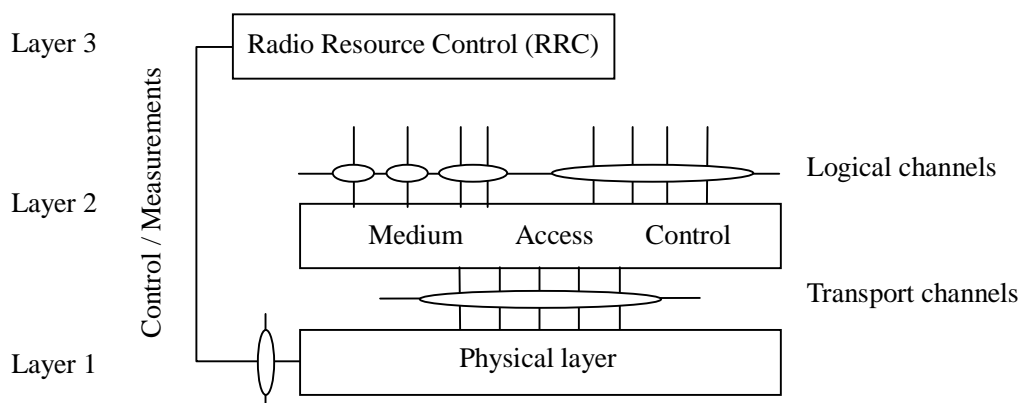 Layer 3
Radio Resource Control (RRC)
Control / Measurements
Logical channels
Layer 2
Medium Access Control
Transport channels
Layer 1
Physical layer